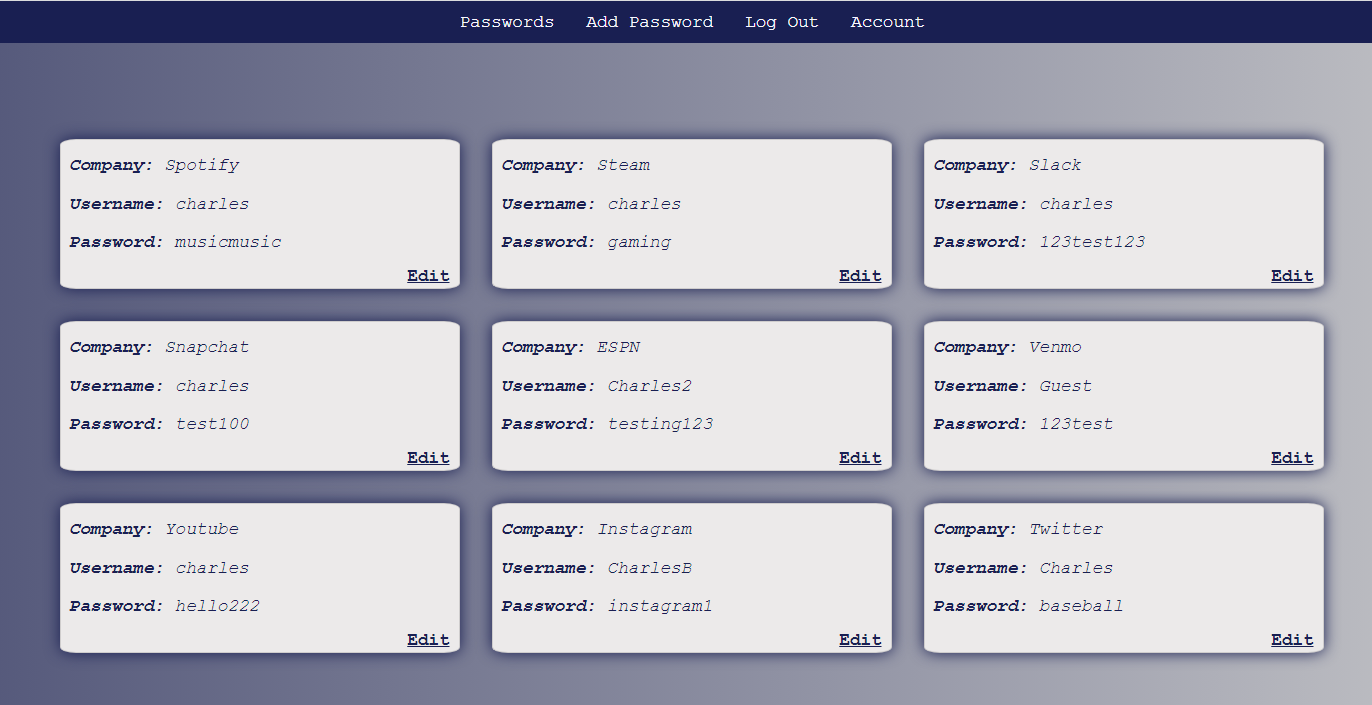 Passwords Add Password Log Out Account
Company: Spotify
Username: charles
Password: musicmusic
Edit
Company: Steam
Username: charles
Password: gaming
Edit
Company: Slack
Username: charles
Password: 123test123
Edit
Company: Snapchat
Username: charles
Password: test100
Edit
Company: ESPN
Username: Charles2
Password: testing123
Edit
Company: Venmo
Username: Guest
Password: 123test
Edit
Company: Youtube
Username: charles
Password: hello222
Edit
Company: Instagram
Username: CharlesB
Password: instagram1
Edit
Company: Twitter
Username: Charles
Password: baseball
Edit